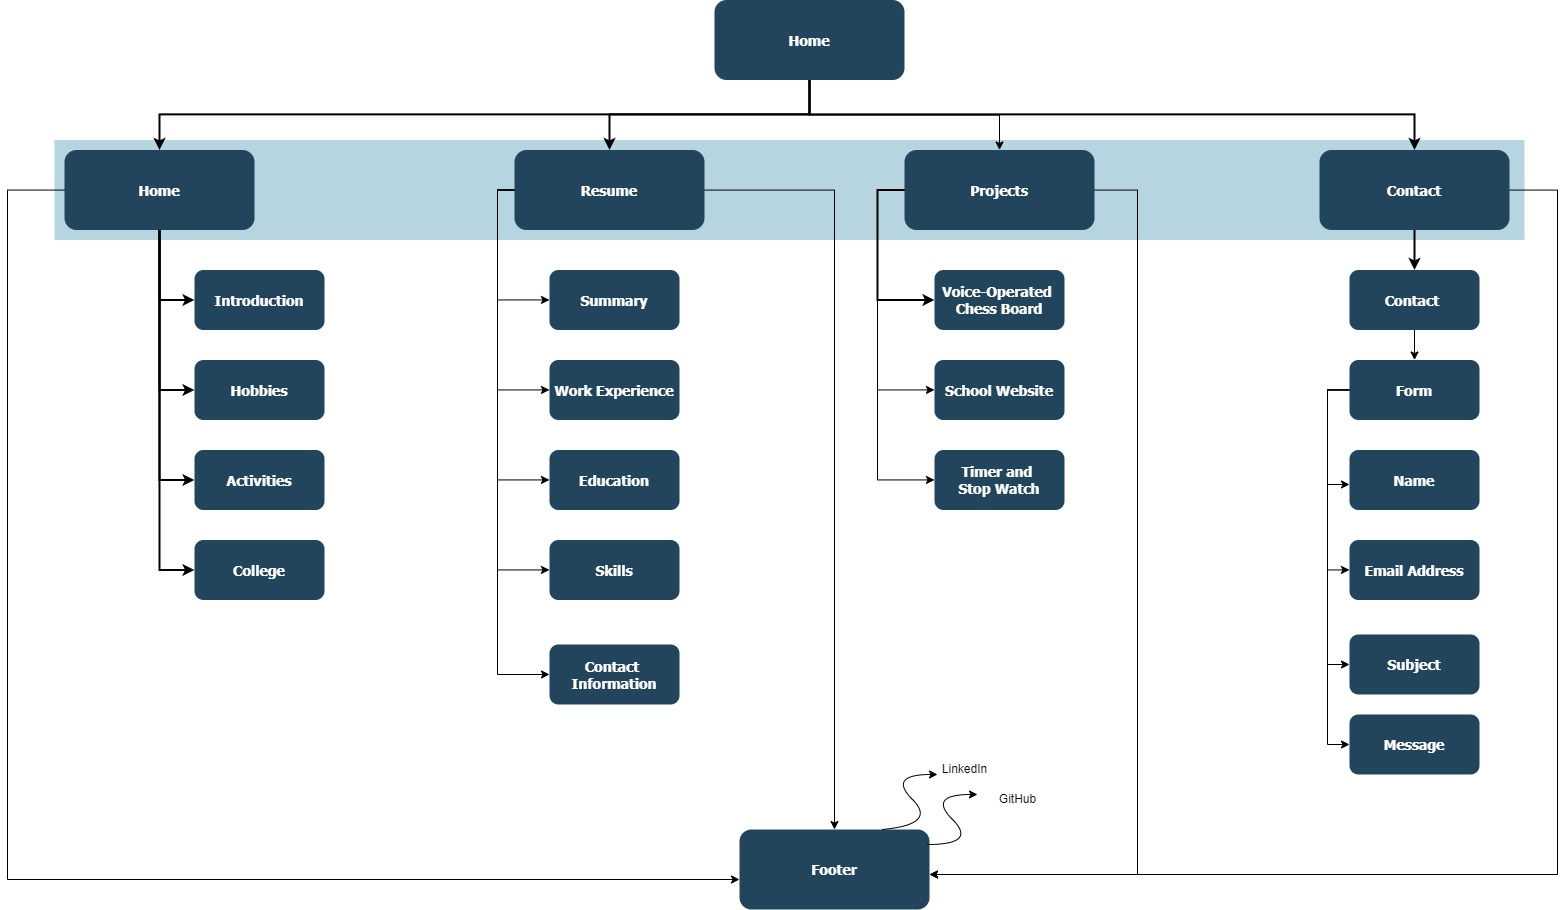 Home
Home
Resume
Projects
Contact
Introduction
Summary
Voice-Operated
Chess Board
Contact
Hobbies
Work Experience
School Website
Form
Activities
Education
Timer and
Stop Watch
Name
College
Skills
Email Address
Contact
Information
Subject
Message
LinkedIn
GitHub
Footer